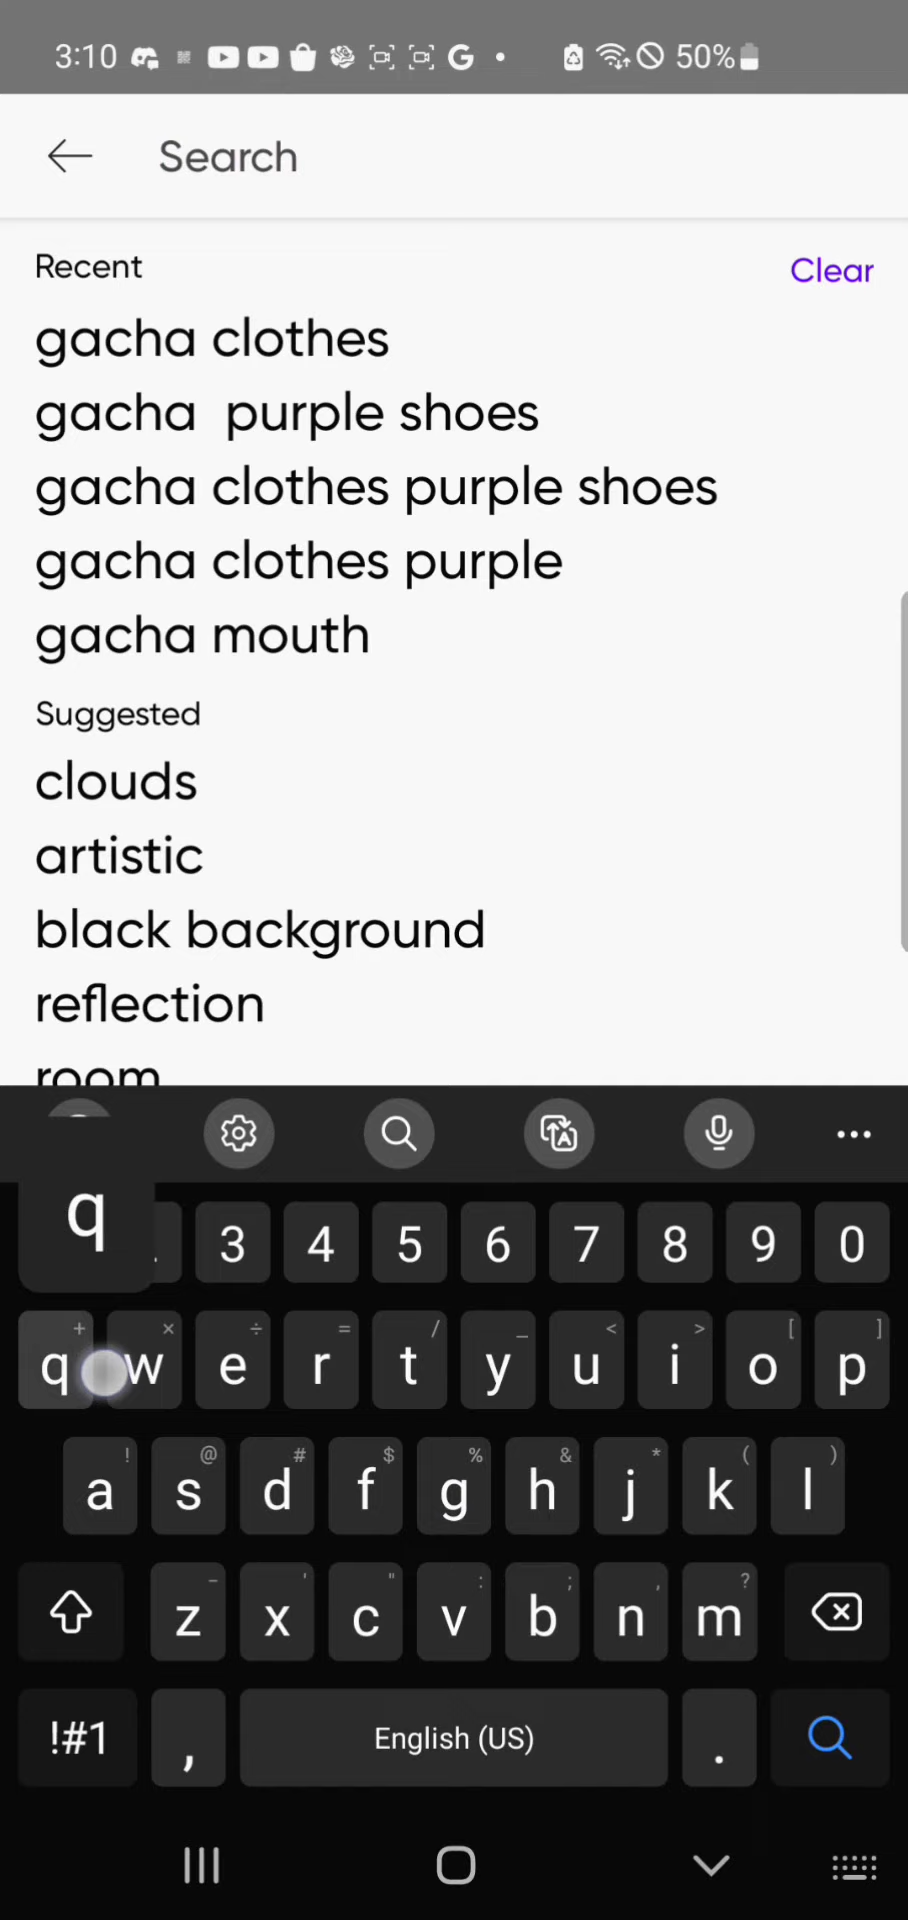 3:10 G 50%
Search
Recent Clear
gacha clothes
gacha  purple shoes
gacha clothes purple shoes
gacha clothes purple
gacha mouth
Suggested
clouds
artistic
black background
reflection
room
q
3 4 5 6 7 8 9 0
+ × ÷ = / _ < > [ ]
q w e r t y u i o p
! @ # $ % & * ( )
a s d f g h j k l
- ' " : ; , ?
z x c v b n m
!#1 , English (US) .